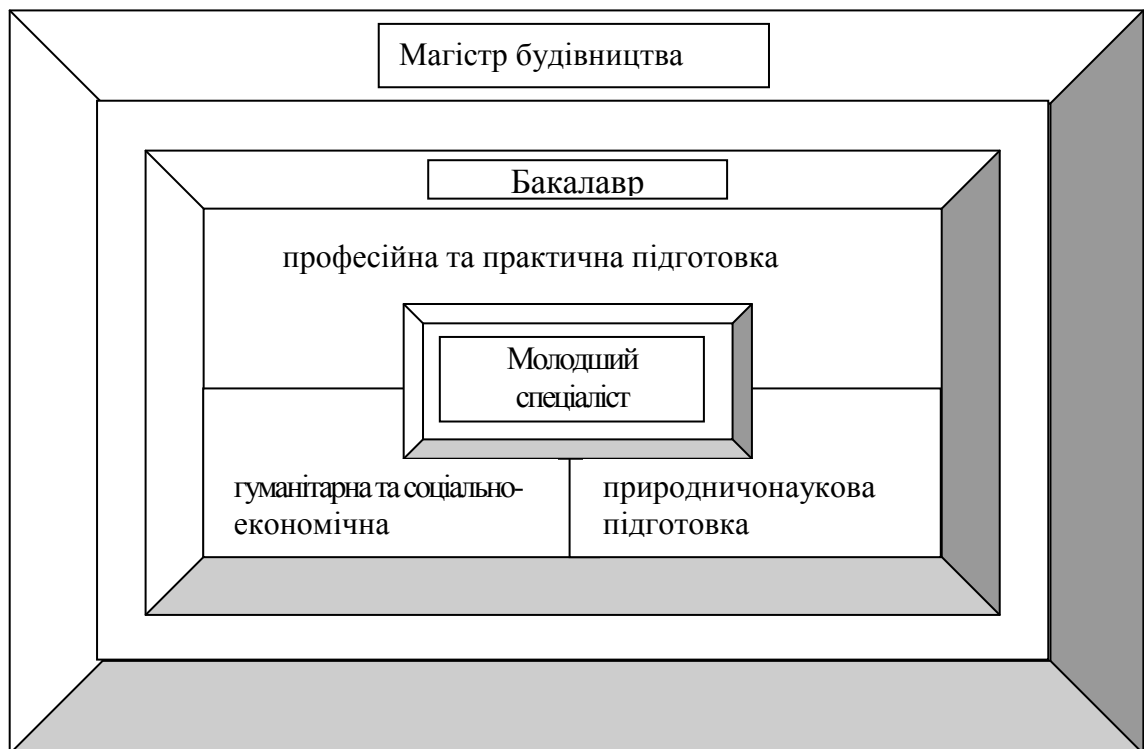 Магістр будівництва
Бакалавр
професійна та практична підготовка
Молодший
спеціаліст
гуманітарна та соціально-
економічна
природничонаукова
підготовка